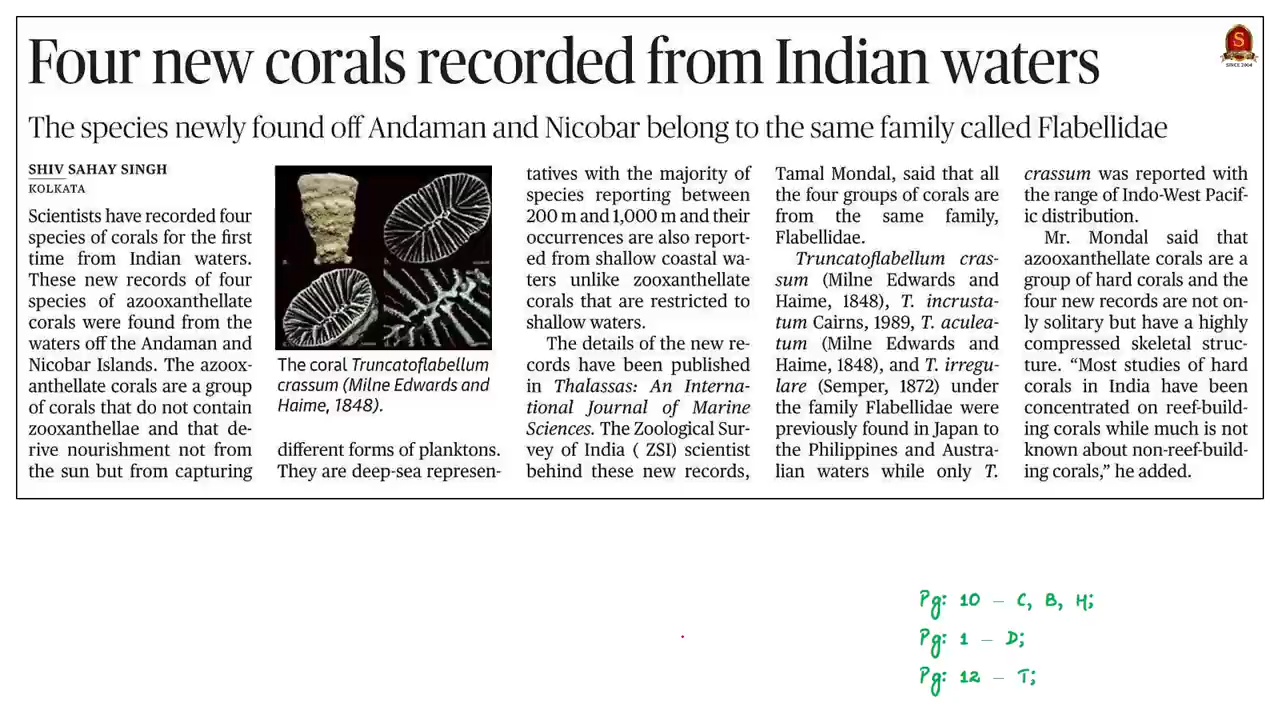 Four new corals recorded from Indian waters
S
SINCE 2004
The species newly found off Andaman and Nicobar belong to the same family called Flabellidae
SHIV SAHAY SINGH
KOLKATA
Scientists have recorded four
species of corals for the first
time from Indian waters.
These new records of four
species of azooxanthellate
corals were found from the
waters off the Andaman and
Nicobar Islands. The azoox-
anthellate corals are a group
of corals that do not contain
zooxanthellae and that de-
rive nourishment not from
the sun but from capturing
The coral Truncatoflabellum
crassum (Milne Edwards and
Haime, 1848).
different forms of planktons.
They are deep-sea represen-
tatives with the majority of
species reporting between
200 m and 1,000 m and their
occurrences are also report-
ed from shallow coastal wa-
ters unlike zooxanthellate
corals that are restricted to
shallow waters.
The details of the new re-
cords have been published
in Thalassas: An Interna-
tional Journal of Marine
Sciences. The Zoological Sur-
vey of India ( ZSI) scientist
behind these new records,
Tamal Mondal, said that all
the four groups of corals are
from the same family,
Flabellidae.
Truncatoflabellum cras-
sum (Milne Edwards and
Haime, 1848), T. incrusta-
tum Cairns, 1989, T. aculea-
tum (Milne Edwards and
Haime, 1848), and T. irregu-
lare (Semper, 1872) under
the family Flabellidae were
previously found in Japan to
the Philippines and Austra-
lian waters while only T.
crassum was reported with
the range of Indo-West Pacif-
ic distribution.
Mr. Mondal said that
azooxanthellate corals are a
group of hard corals and the
four new records are not on-
ly solitary but have a highly
compressed skeletal struc-
ture. “Most studies of hard
corals in India have been
concentrated on reef-build-
ing corals while much is not
known about non-reef-build-
ing corals,” he added.
Pg: 10 – C, B, H;
Pg: 1 – D;
Pg: 12 – T;